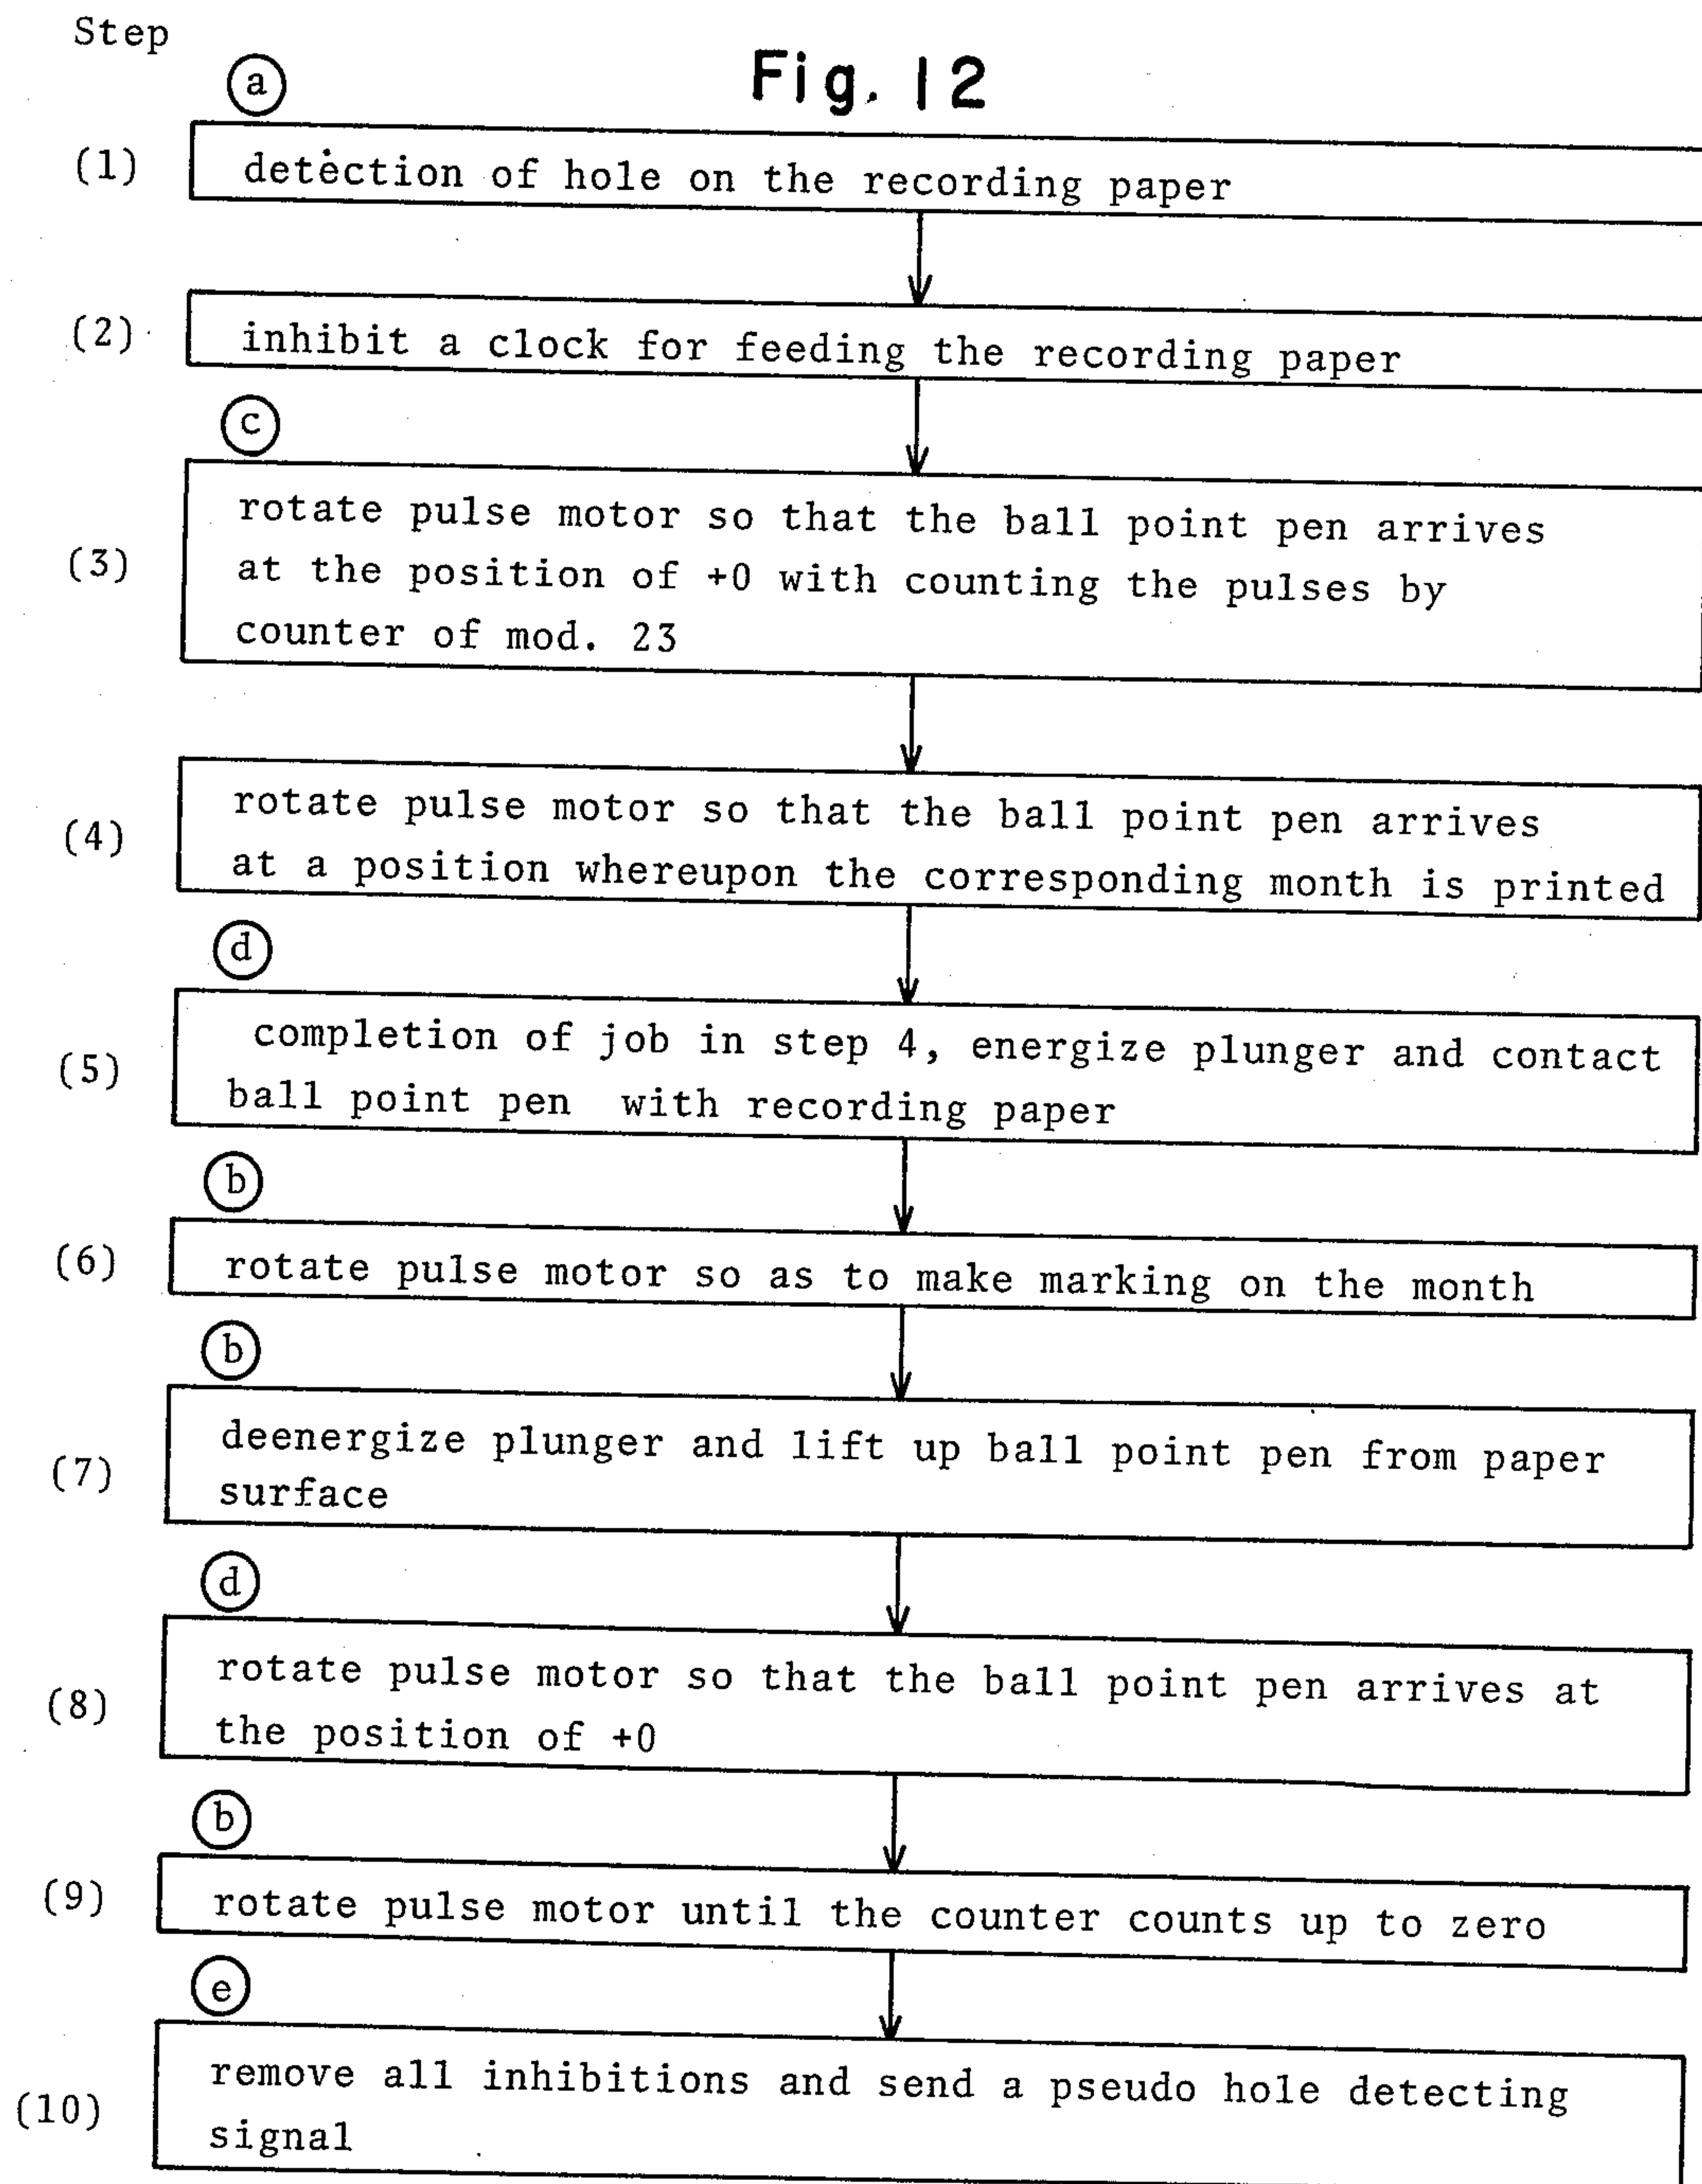 Step
Fig. 12
a
(1)
detection of hole on the recording paper
(2)
inhibit a clock for feeding the recording paper
c
(3)
rotate pulse motor so that the ball point pen arrives
at the position of +0 with counting the pulses by
counter of mod. 23
(4)
rotate pulse motor so that the ball point pen arrives
at a position whereupon the corresponding month is printed
d
(5)
completion of job in step 4, energize plunger and contact
ball point pen with recording paper
b
(6)
rotate pulse motor so as to make marking on the month
b
(7)
deenergize plunger and lift up ball point pen from paper
surface
d
(8)
rotate pulse motor so that the ball point pen arrives at
the position of +0
b
(9)
rotate pulse motor until the counter counts up to zero
e
(10)
remove all inhibitions and send a pseudo hole detecting
signal